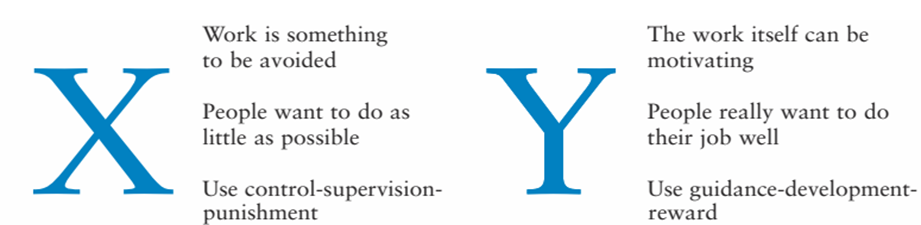 X
Work is something
to be avoided
People want to do as
little as possible
Use control-supervision-
punishment
Y
The work itself can be
motivating
People really want to do
their job well
Use guidance-development-
reward